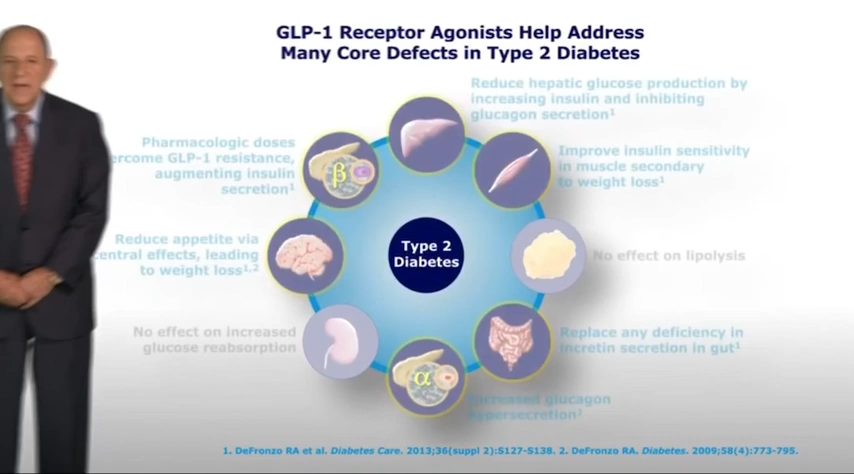 GLP-1 Receptor Agonists Help Address
Many Core Defects in Type 2 Diabetes
Reduce hepatic glucose production by
increasing insulin and inhibiting
glucagon secretion¹
Pharmacologic doses
ercome GLP-1 resistance,
augmenting insulin
secretion¹
β
Improve insulin sensitivity
in muscle secondary
to weight loss¹
Reduce appetite via
central effects, leading
to weight loss¹,²
Type 2
Diabetes
No effect on lipolysis
No effect on increased
glucose reabsorption
Replace any deficiency in
incretin secretion in gut¹
α
Increased glucagon
hypersecretion¹
1. DeFronzo RA et al. Diabetes Care. 2013;36(suppl 2):S127-S138. 2. DeFronzo RA. Diabetes. 2009;58(4):773-795.